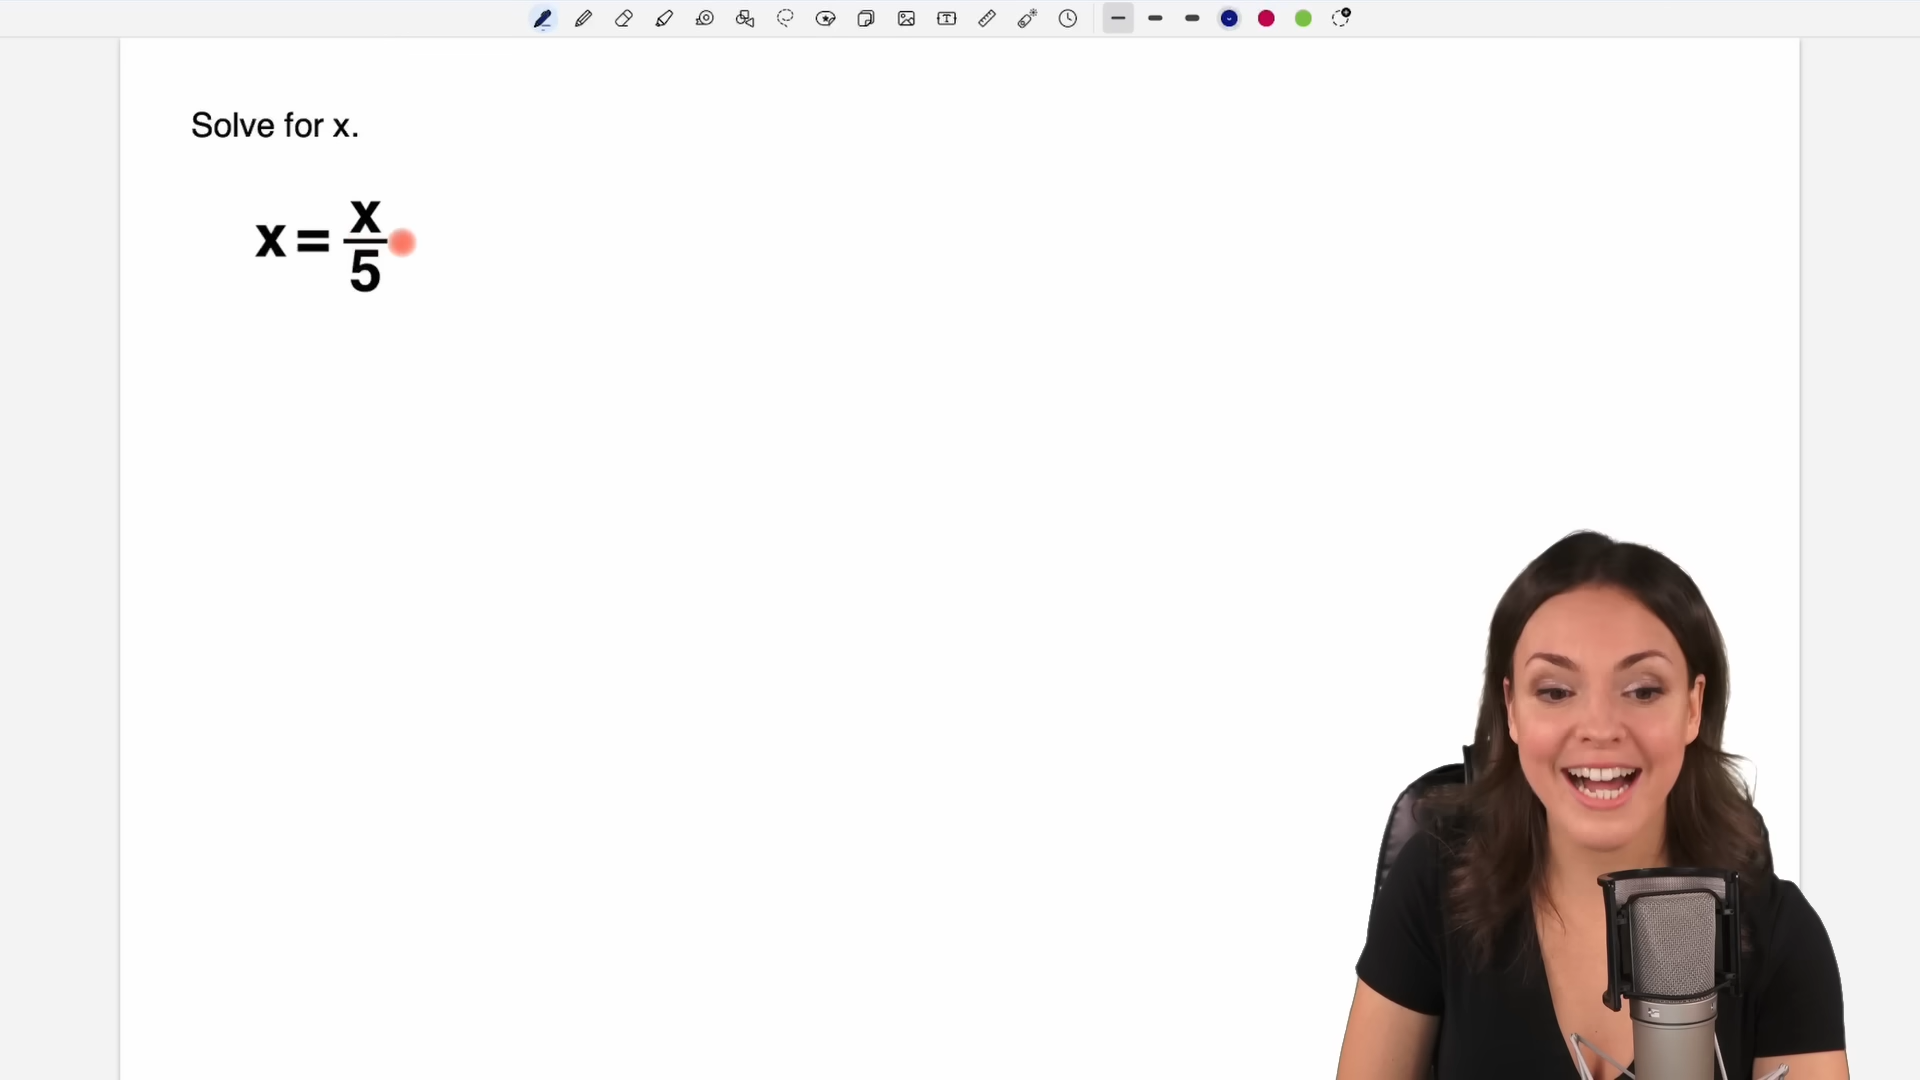 Solve for x.
x = x/5